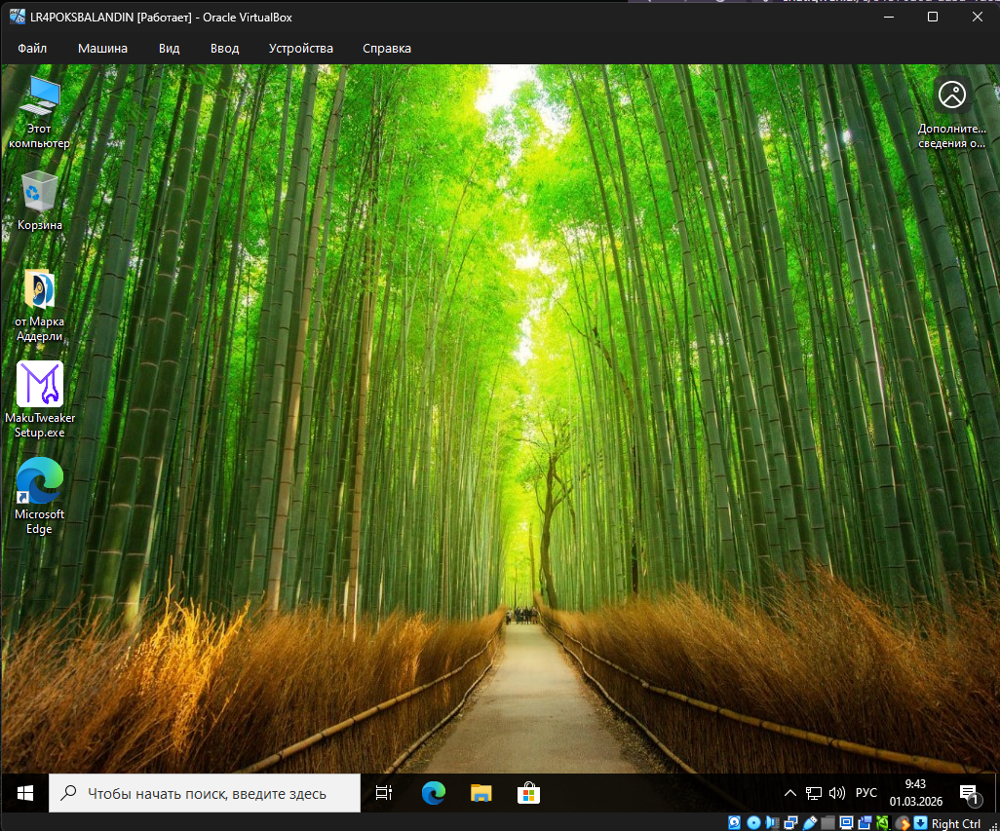 LR4POKSBALANDIN [Работает] - Oracle VirtualBox
Файл Машина Вид Ввод Устройства Справка
Этот
компьютер
Дополните...
сведения о...
Корзина
от Марка
Аддерли
MakuTweaker
Setup.exe
Microsoft
Edge
Чтобы начать поиск, введите здесь
РУС
9:43
01.03.2026
1
Right Ctrl